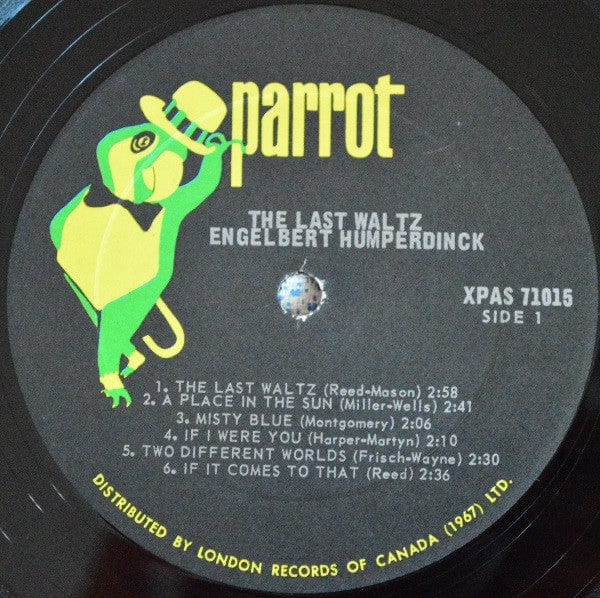 parrot
THE LAST WALTZ
ENGELBERT HUMPERDINCK
XPAS 71015
SIDE 1
1. THE LAST WALTZ (Reed-Mason) 2:58
2. A PLACE IN THE SUN (Miller-Wells) 2:41
3. MISTY BLUE (Montgomery) 2:06
4. IF I WERE YOU (Harper-Martyn) 2:10
5. TWO DIFFERENT WORLDS (Frisch-Wayne) 2:30
6. IF IT COMES TO THAT (Reed) 2:36
DISTRIBUTED BY LONDON RECORDS OF CANADA (1967) LTD.